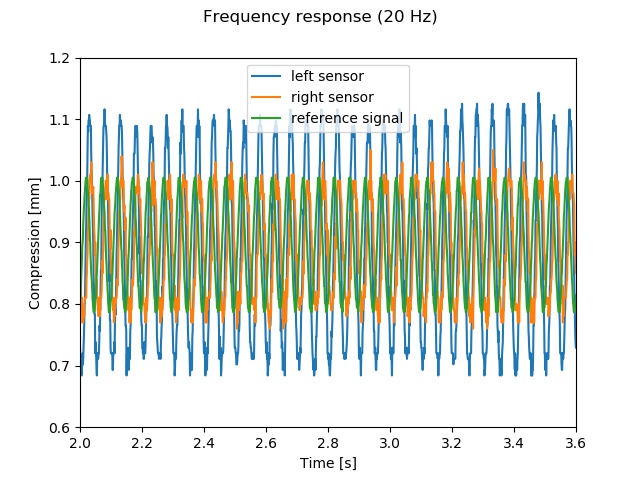 Frequency response (20 Hz)
1.2
left sensor
right sensor
reference signal
1.1
1.0
0.9
0.8
0.7
0.6
Compression [mm]
2.0 2.2 2.4 2.6 2.8 3.0 3.2 3.4 3.6
Time [s]